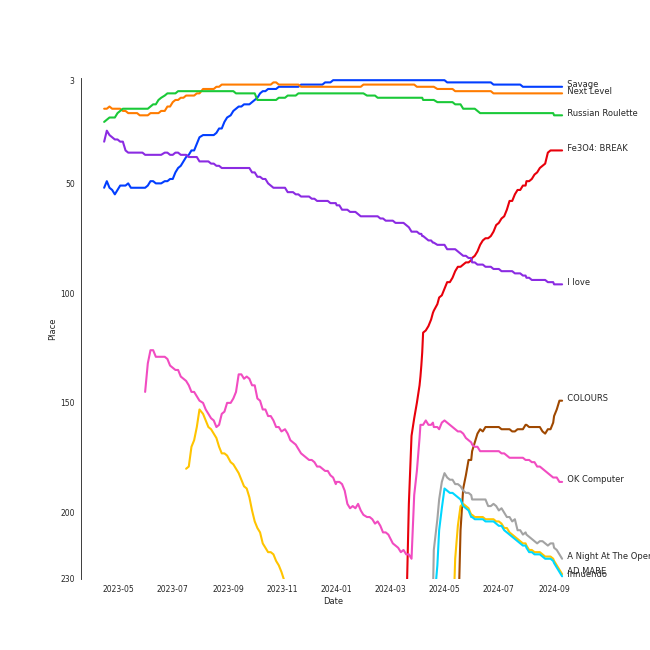 3
Savage
Next Level
Russian Roulette
Fe3O4: BREAK
50
I love
100
Place
COLOURS
150
OK Computer
200
A Night At The Oper
AD MARE
Innuendo
230
2023-05 2023-07 2023-09 2023-11 2024-01 2024-03 2024-05 2024-07 2024-09
Date